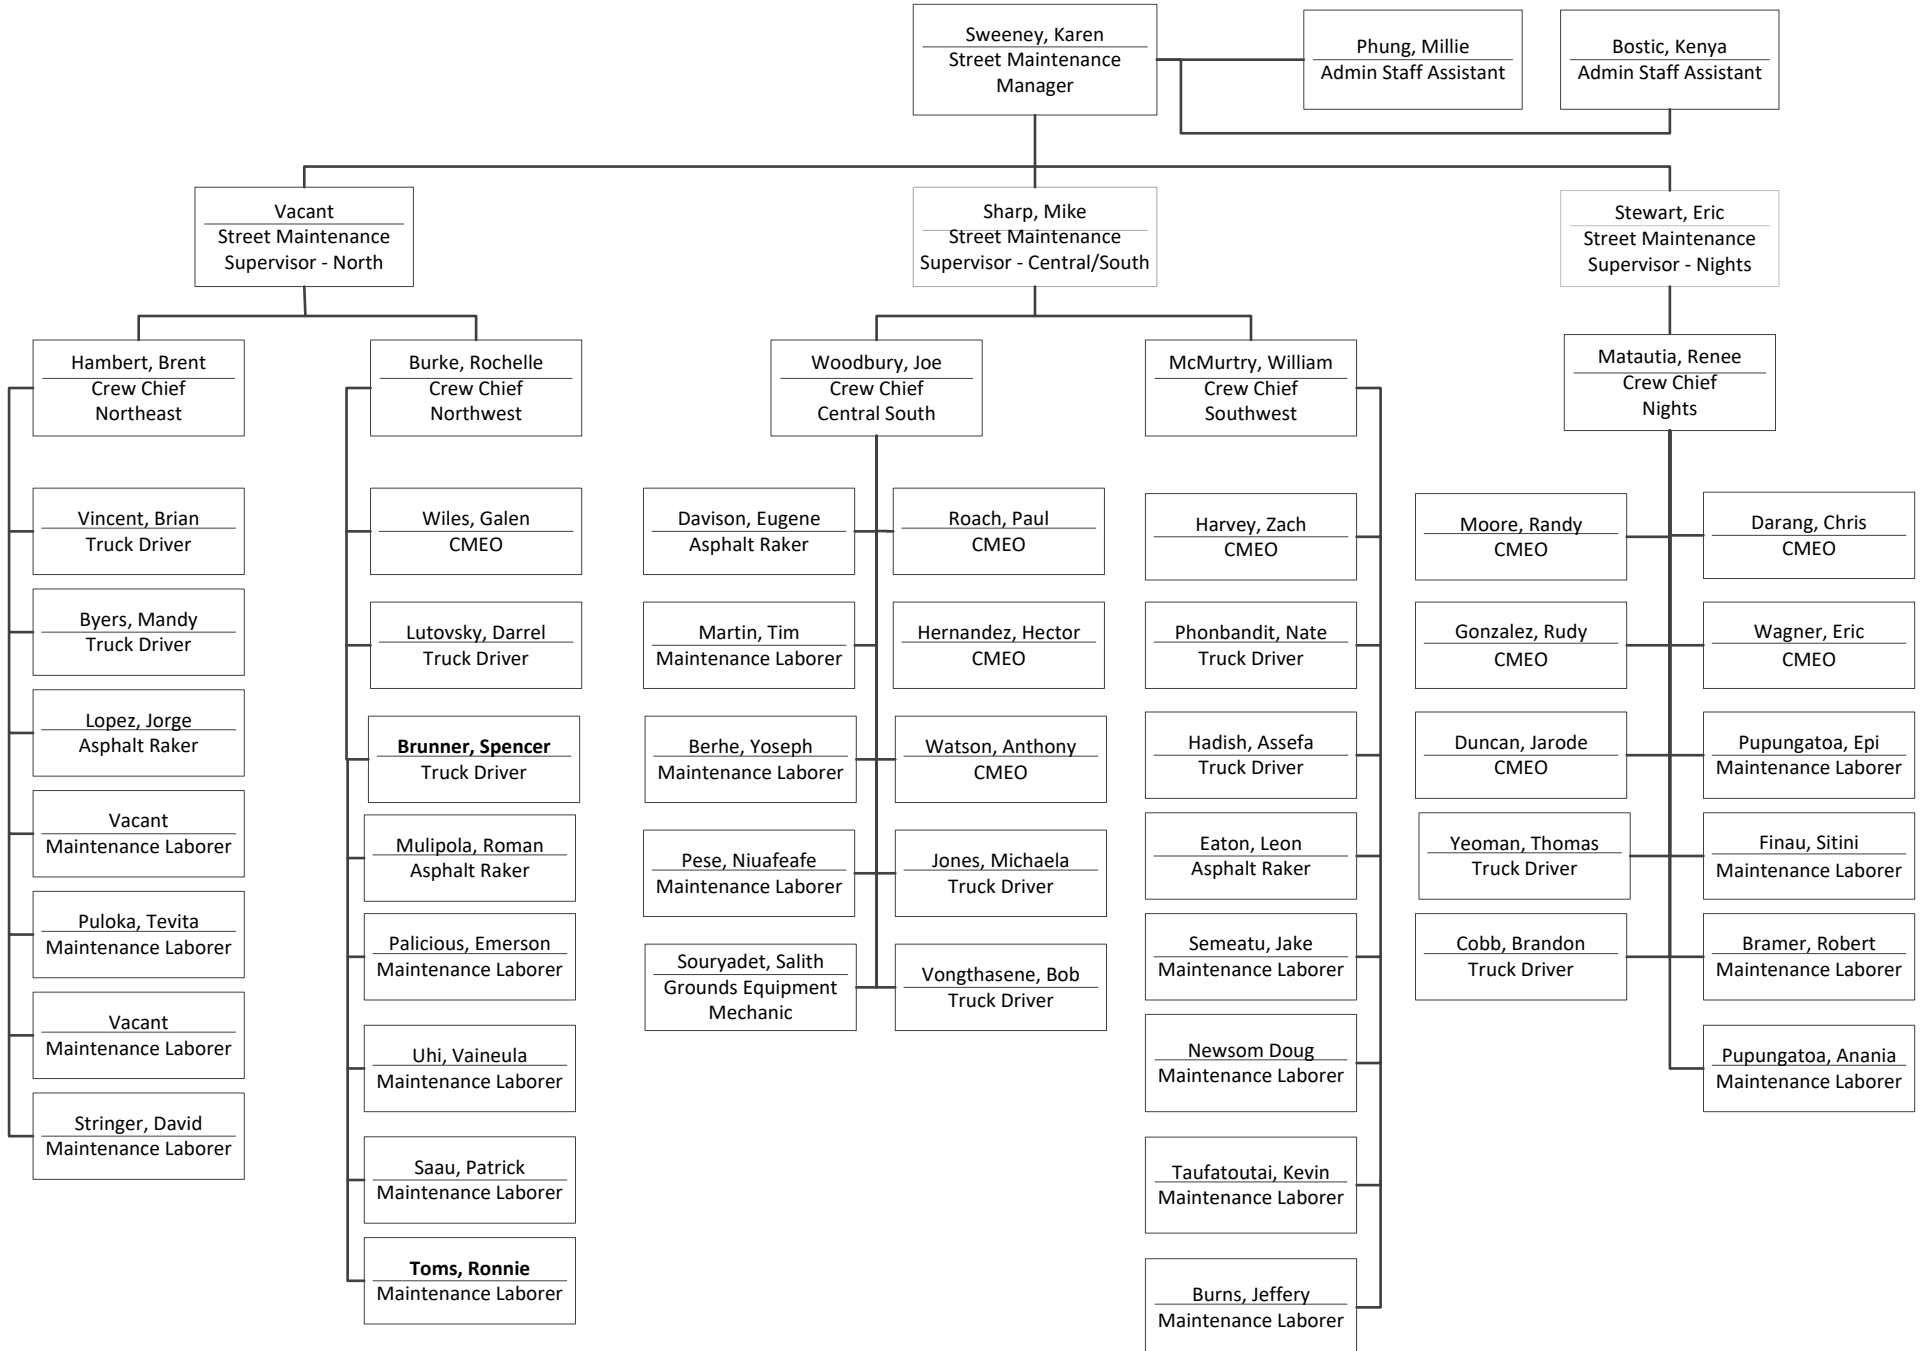 Sweeney, Karen
Street Maintenance
Manager
Phung, Millie
Admin Staff Assistant
Bostic, Kenya
Admin Staff Assistant
Vacant
Street Maintenance
Supervisor - North
Sharp, Mike
Street Maintenance
Supervisor - Central/South
Stewart, Eric
Street Maintenance
Supervisor - Nights
Hambert, Brent
Crew Chief
Northeast
Burke, Rochelle
Crew Chief
Northwest
Woodbury, Joe
Crew Chief
Central South
McMurtry, William
Crew Chief
Southwest
Matautia, Renee
Crew Chief
Nights
Vincent, Brian
Truck Driver
Byers, Mandy
Truck Driver
Lopez, Jorge
Asphalt Raker
Vacant
Maintenance Laborer
Puloka, Tevita
Maintenance Laborer
Vacant
Maintenance Laborer
Stringer, David
Maintenance Laborer
Wiles, Galen
CMEO
Lutovsky, Darrel
Truck Driver
Brunner, Spencer
Truck Driver
Mulipola, Roman
Asphalt Raker
Palicious, Emerson
Maintenance Laborer
Uhi, Vaineula
Maintenance Laborer
Saau, Patrick
Maintenance Laborer
Toms, Ronnie
Maintenance Laborer
Davison, Eugene
Asphalt Raker
Martin, Tim
Maintenance Laborer
Berhe, Yoseph
Maintenance Laborer
Pese, Niuafeafe
Maintenance Laborer
Souryadet, Salith
Grounds Equipment
Mechanic
Roach, Paul
CMEO
Hernandez, Hector
CMEO
Watson, Anthony
CMEO
Jones, Michaela
Truck Driver
Vongthasene, Bob
Truck Driver
Harvey, Zach
CMEO
Phonbandit, Nate
Truck Driver
Hadish, Assefa
Truck Driver
Eaton, Leon
Asphalt Raker
Semeatu, Jake
Maintenance Laborer
Newsom Doug
Maintenance Laborer
Taufatoutai, Kevin
Maintenance Laborer
Burns, Jeffery
Maintenance Laborer
Moore, Randy
CMEO
Gonzalez, Rudy
CMEO
Duncan, Jarode
CMEO
Yeoman, Thomas
Truck Driver
Cobb, Brandon
Truck Driver
Darang, Chris
CMEO
Wagner, Eric
CMEO
Pupungatoa, Epi
Maintenance Laborer
Finau, Sitini
Maintenance Laborer
Bramer, Robert
Maintenance Laborer
Pupungatoa, Anania
Maintenance Laborer